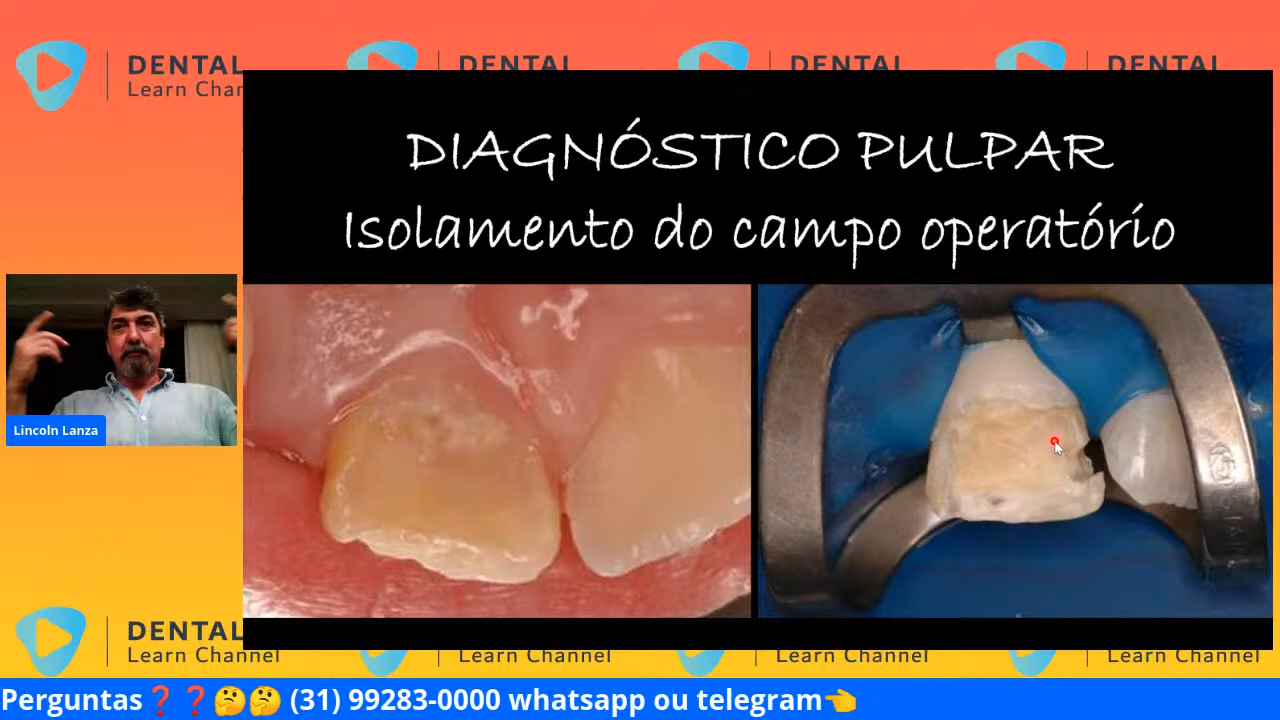 DENTAL
Learn Chan
DENTAL
DENTAL
DENTAL
DIAGNÓSTICO PULPAR
Isolamento do campo operatório
Lincoln Lanza
DENTAL
Learn Channel
Learn Channel
Learn Channel
Learn Channel
Perguntas❓❓🤔🤔 (31) 99283-0000 whatsapp ou telegram👈